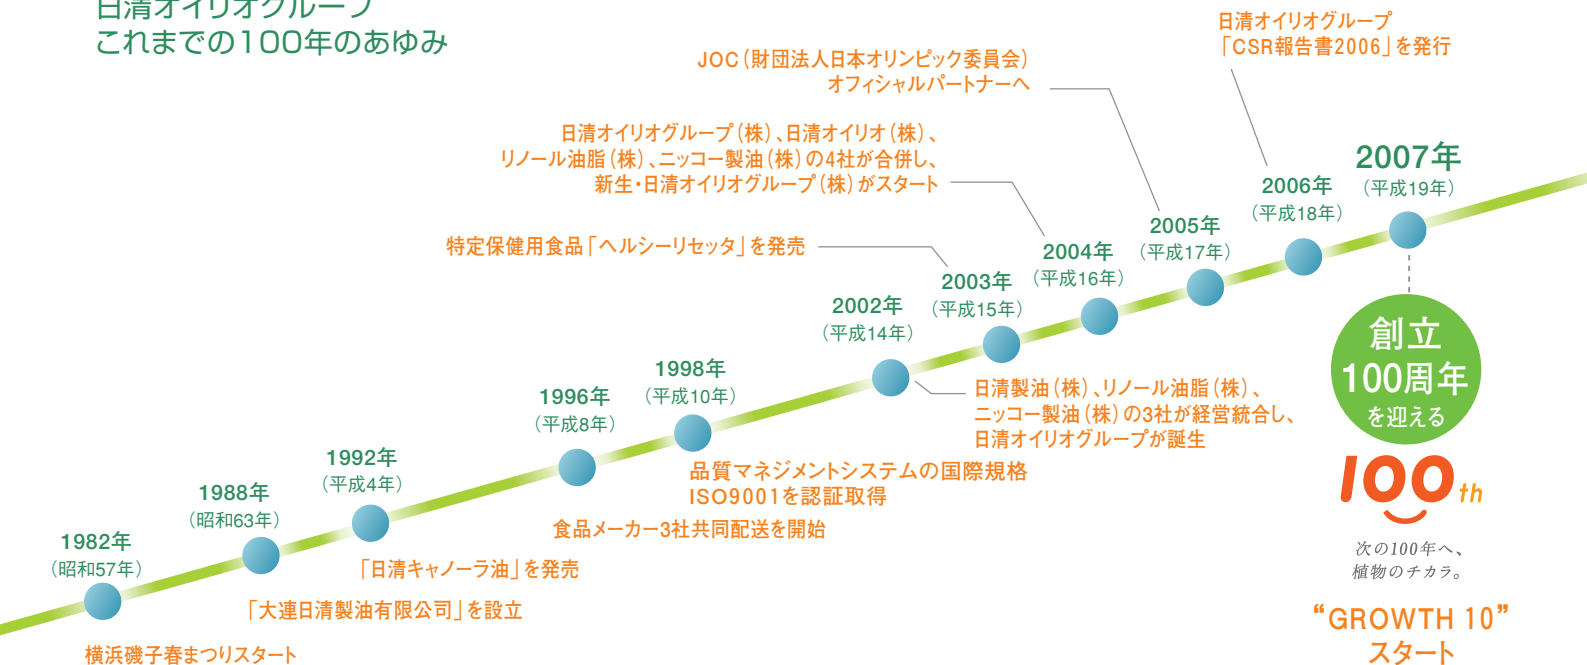 日清オイリオグループ
これまでの100年のあゆみ
1982年
（昭和57年）
横浜磯子春まつりスタート
1988年
（昭和63年）
「大連日清製油有限公司」を設立
1992年
（平成4年）
「日清キャノーラ油」を発売
1996年
（平成8年）
食品メーカー3社共同配送を開始
1998年
（平成10年）
品質マネジメントシステムの国際規格
ISO9001を認証取得
2002年
（平成14年）
日清製油（株）、リノール油脂（株）、
ニッコー製油（株）の3社が経営統合し、
日清オイリオグループが誕生
2003年
（平成15年）
特定保健用食品「ヘルシーリセッタ」を発売
2004年
（平成16年）
日清オイリオグループ（株）、日清オイリオ（株）、
リノール油脂（株）、ニッコー製油（株）の4社が合併し、
新生・日清オイリオグループ（株）がスタート
2005年
（平成17年）
JOC（財団法人日本オリンピック委員会）
オフィシャルパートナーへ
2006年
（平成18年）
日清オイリオグループ
「CSR報告書2006」を発行
2007年
（平成19年）
創立
100周年
を迎える
100th
次の100年へ、
植物のチカラ。
“GROWTH 10”
スタート